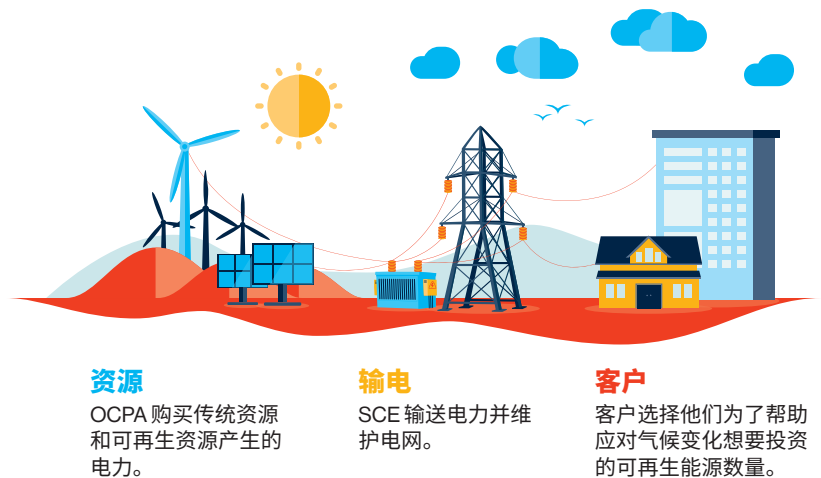 资源
OCPA 购买传统资源
和可再生资源产生的
电力。
输电
SCE 输送电力并维
护电网。
客户
客户选择他们为了帮助
应对气候变化想要投资
的可再生能源数量。